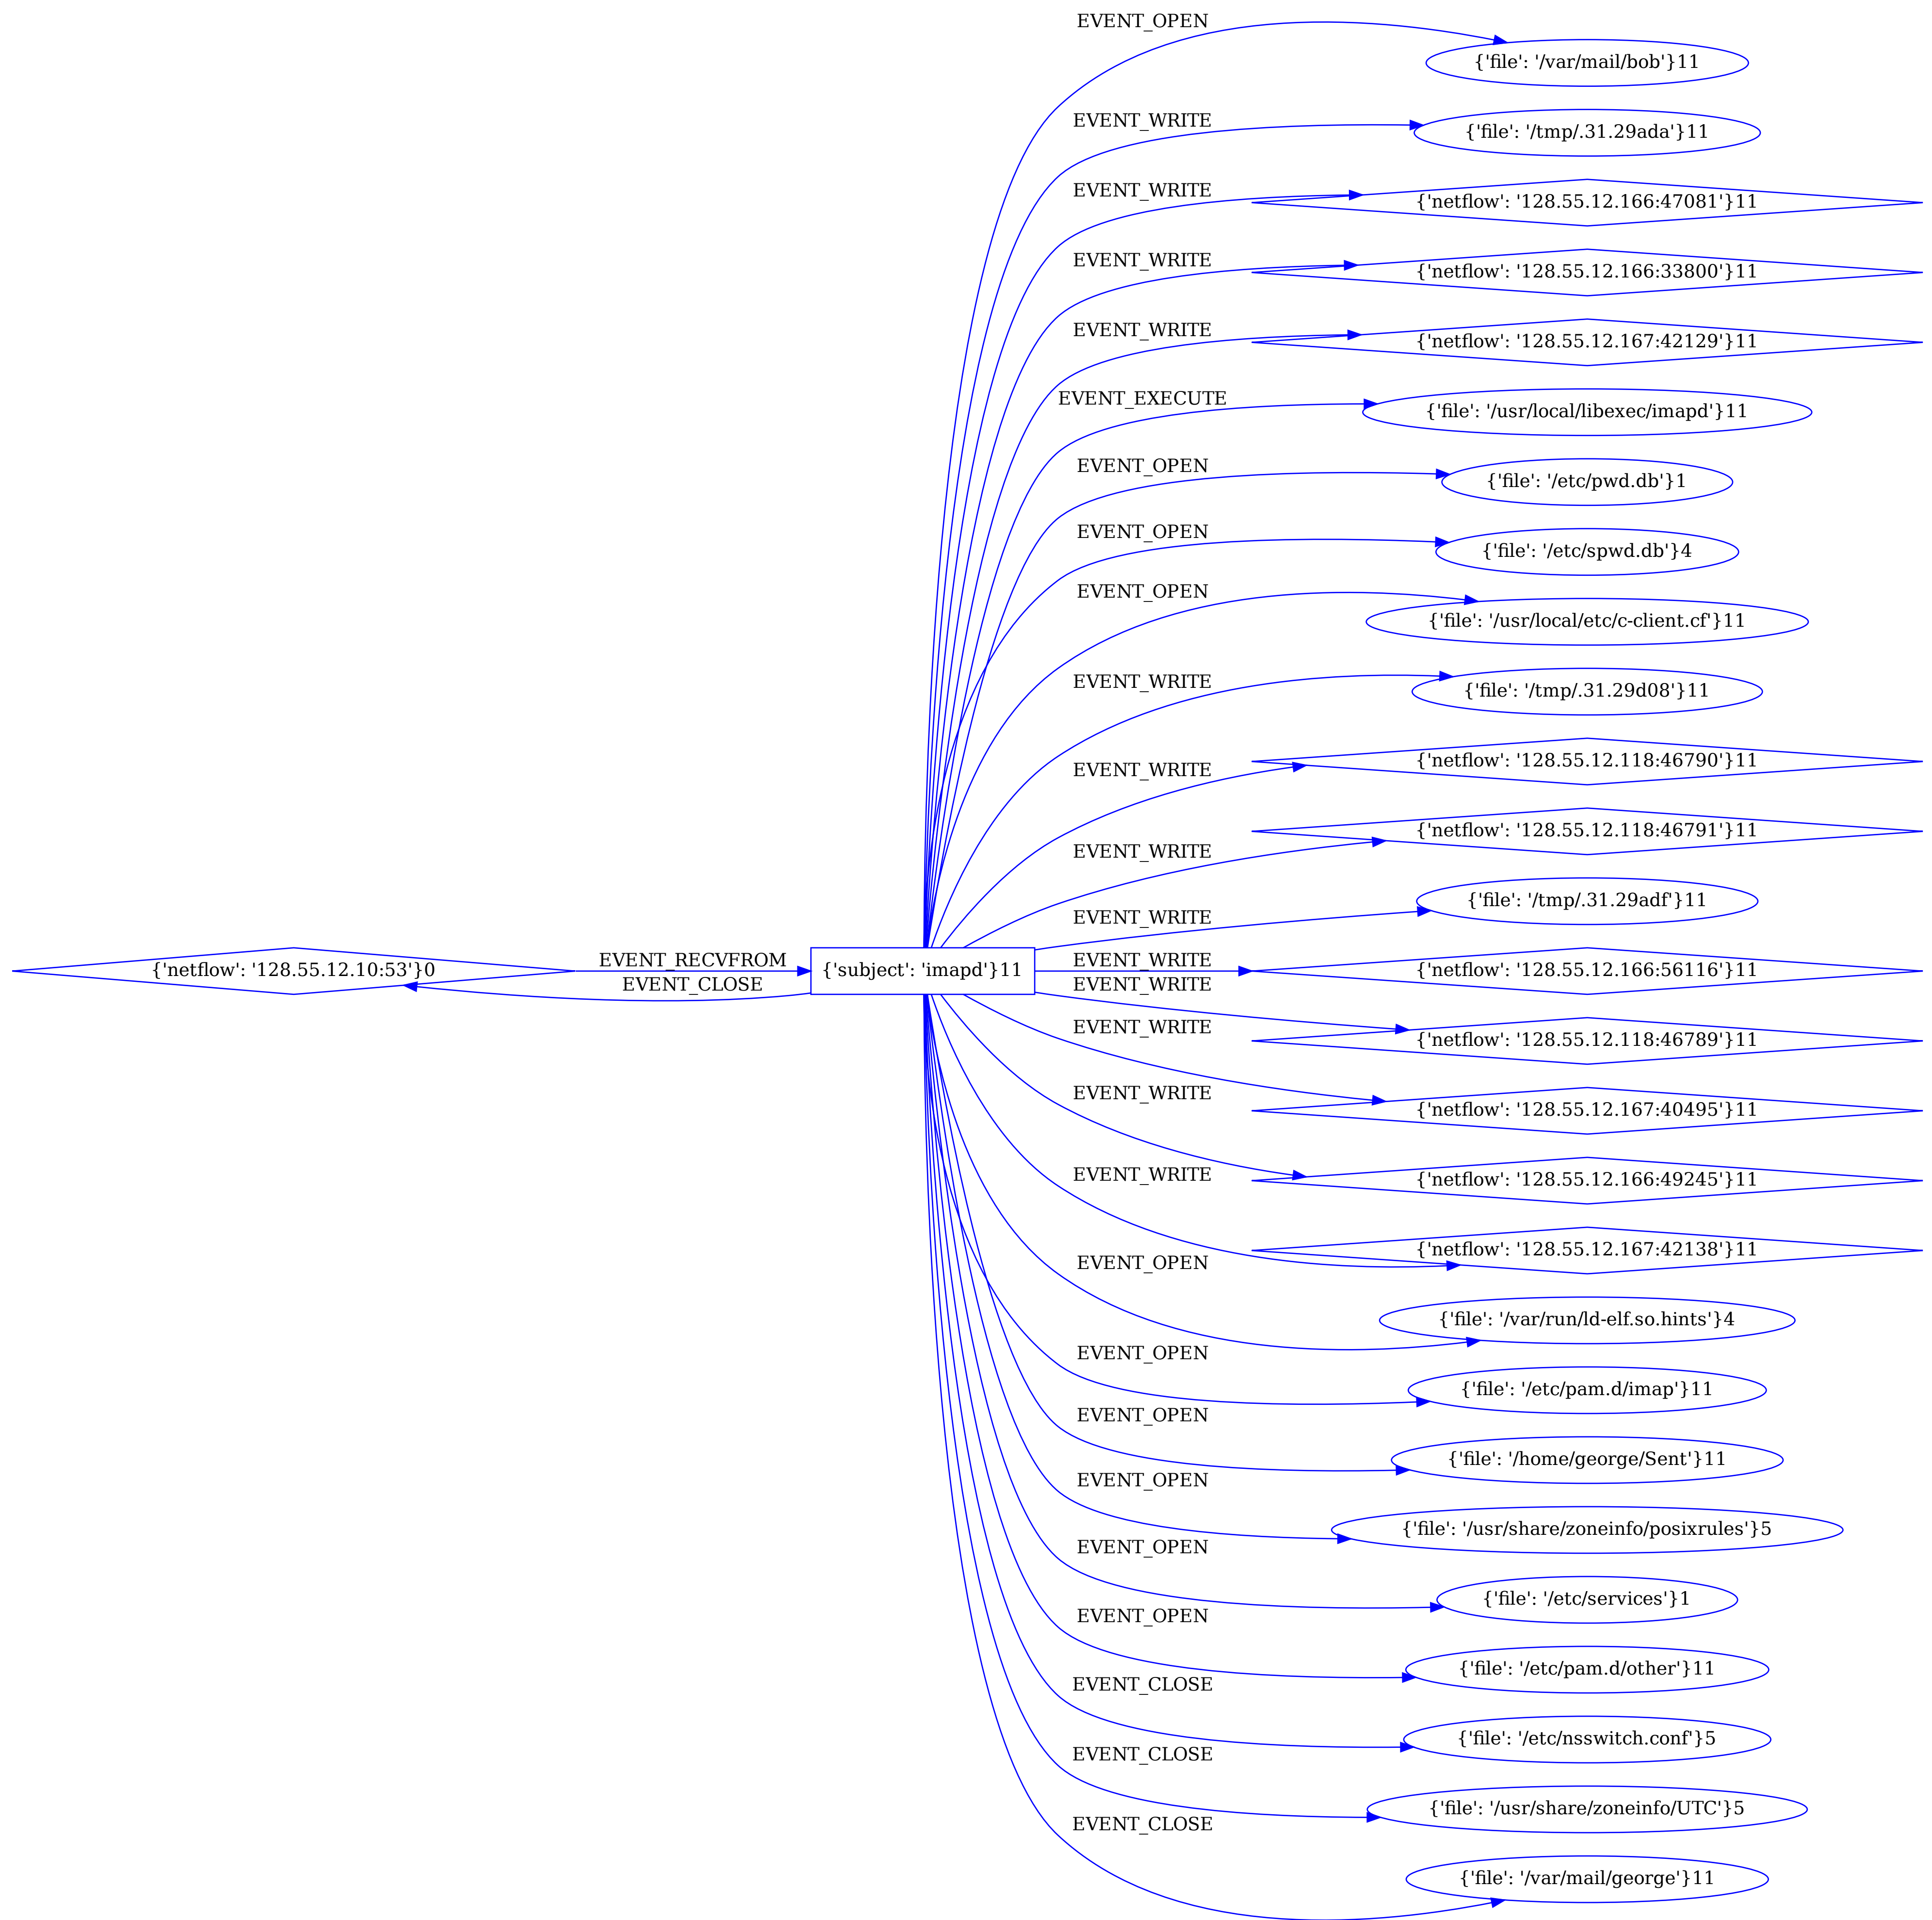 EVENT_OPEN
{'file': '/var/mail/bob'}11
EVENT_WRITE
{'file': '/tmp/.31.29ada'}11
EVENT_WRITE
{'netflow': '128.55.12.166:47081'}11
EVENT_WRITE
{'netflow': '128.55.12.166:33800'}11
EVENT_WRITE
{'netflow': '128.55.12.167:42129'}11
EVENT_EXECUTE
{'file': '/usr/local/libexec/imapd'}11
EVENT_OPEN
{'file': '/etc/pwd.db'}1
EVENT_OPEN
{'file': '/etc/spwd.db'}4
EVENT_OPEN
{'file': '/usr/local/etc/c-client.cf'}11
EVENT_WRITE
{'file': '/tmp/.31.29d08'}11
EVENT_WRITE
{'netflow': '128.55.12.118:46790'}11
EVENT_WRITE
{'netflow': '128.55.12.118:46791'}11
EVENT_WRITE
{'file': '/tmp/.31.29adf'}11
{'netflow': '128.55.12.10:53'}0
EVENT_RECVFROM
EVENT_CLOSE
{'subject': 'imapd'}11
EVENT_WRITE
{'netflow': '128.55.12.166:56116'}11
EVENT_WRITE
{'netflow': '128.55.12.118:46789'}11
EVENT_WRITE
{'netflow': '128.55.12.167:40495'}11
EVENT_WRITE
{'netflow': '128.55.12.166:49245'}11
EVENT_WRITE
{'netflow': '128.55.12.167:42138'}11
EVENT_OPEN
{'file': '/var/run/ld-elf.so.hints'}4
EVENT_OPEN
{'file': '/etc/pam.d/imap'}11
EVENT_OPEN
{'file': '/home/george/Sent'}11
EVENT_OPEN
{'file': '/usr/share/zoneinfo/posixrules'}5
EVENT_OPEN
{'file': '/etc/services'}1
EVENT_OPEN
{'file': '/etc/pam.d/other'}11
EVENT_CLOSE
{'file': '/etc/nsswitch.conf'}5
EVENT_CLOSE
{'file': '/usr/share/zoneinfo/UTC'}5
EVENT_CLOSE
{'file': '/var/mail/george'}11